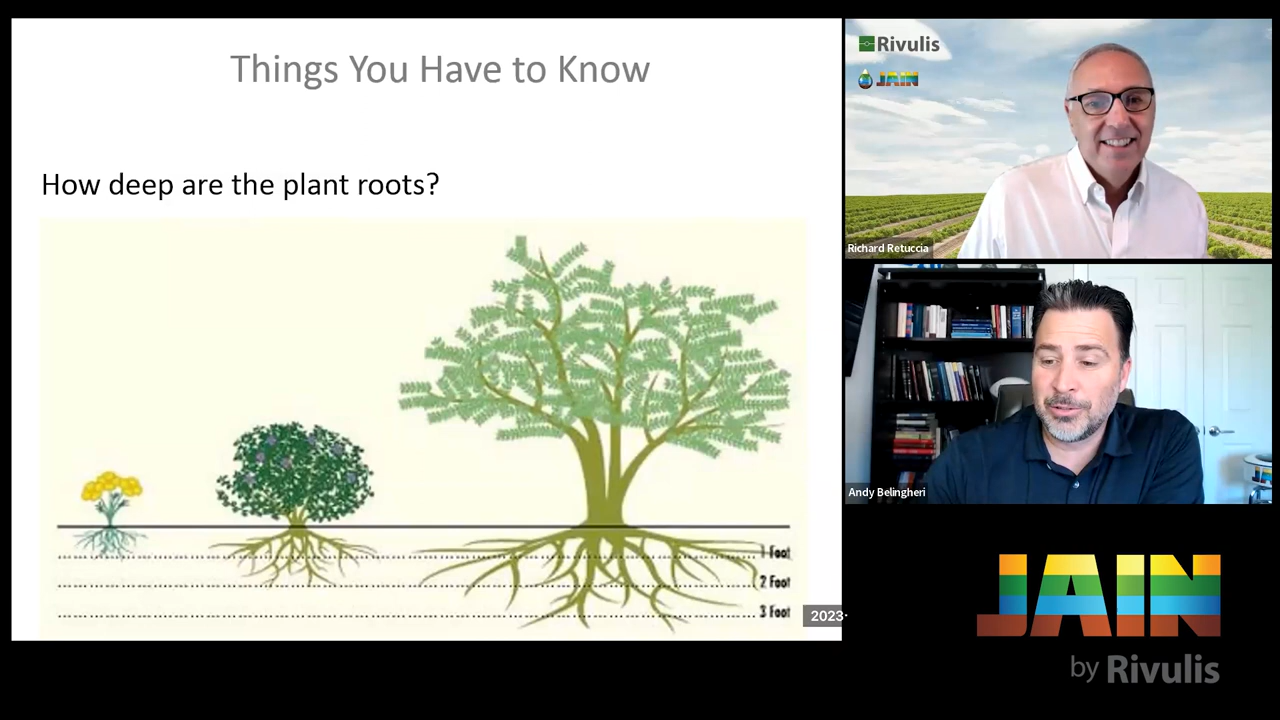 Things You Have to Know
How deep are the plant roots?
1 Foot
2 Foot
3 Foot
2023-
Rivulis
JAIN
Richard Retuccia
Andy Belingheri
JAIN
by Rivulis